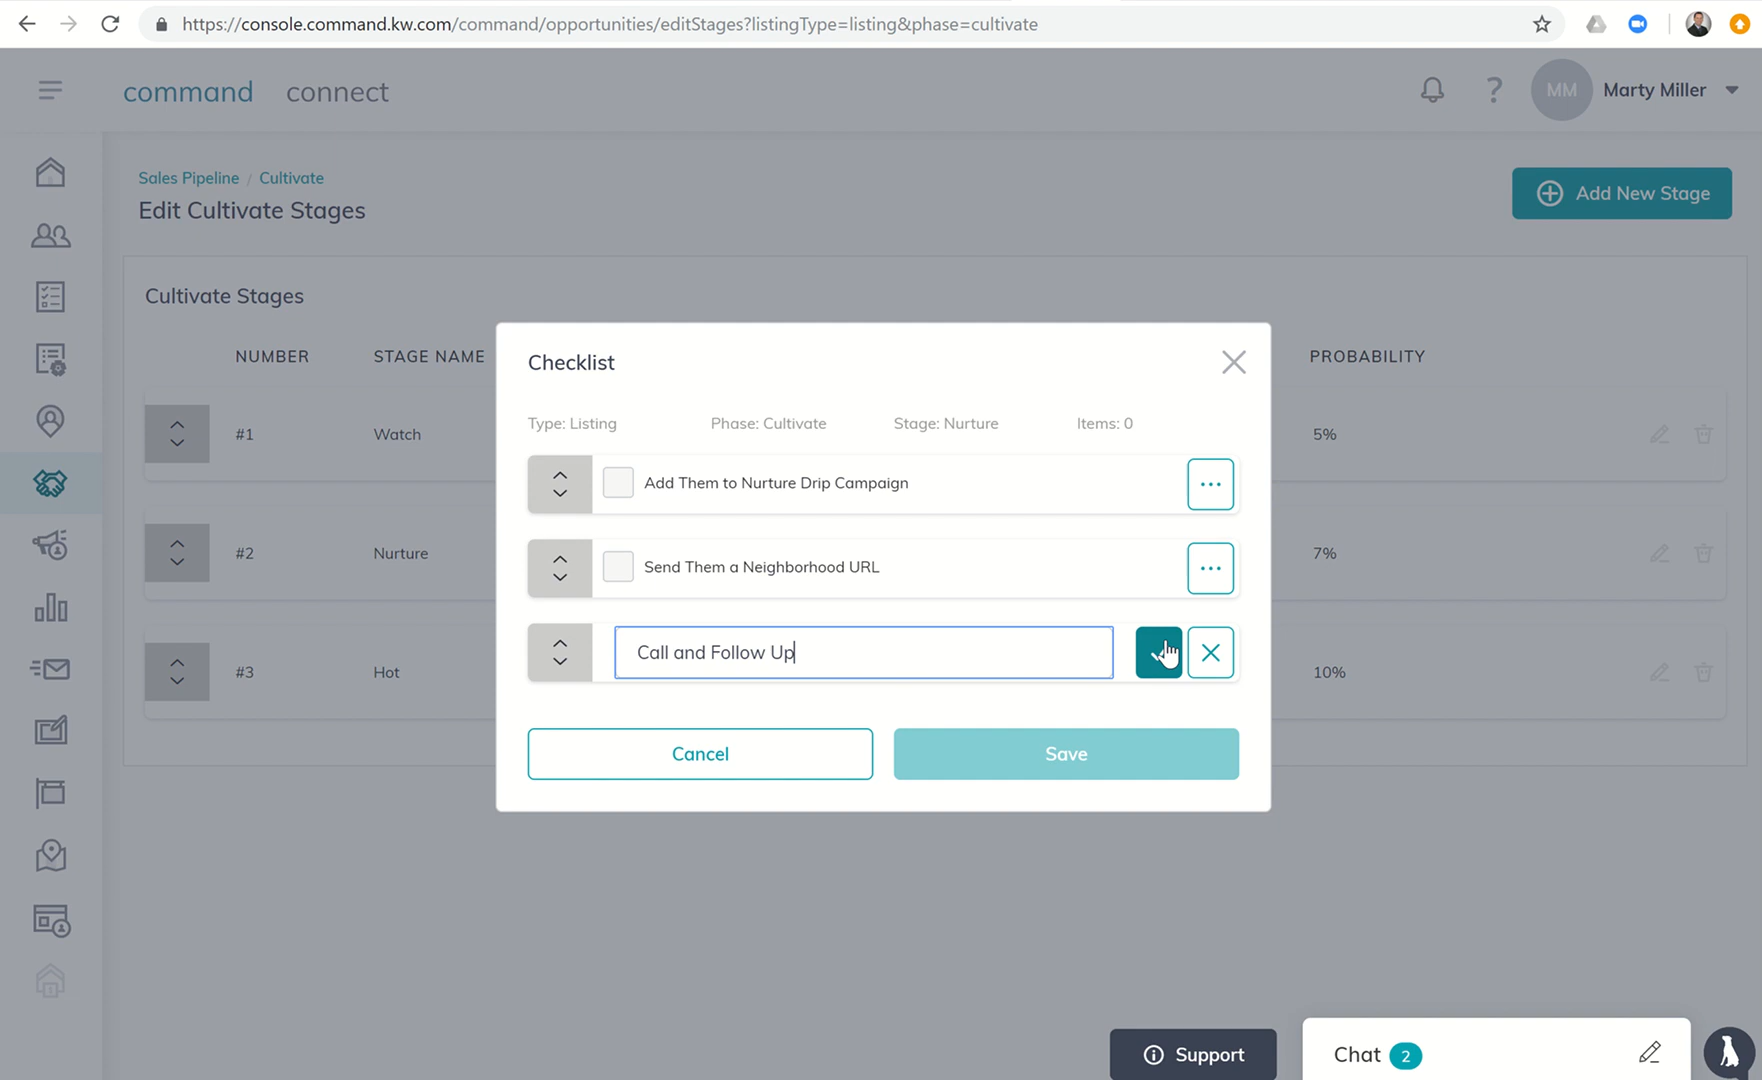 https://console.command.kw.com/command/opportunities/editStages?listingType=listing&phase=cultivate
command connect
MM Marty Miller
Sales Pipeline / Cultivate
Edit Cultivate Stages
Add New Stage
Cultivate Stages
NUMBER STAGE NAME PROBABILITY
#1 Watch 5%
#2 Nurture 7%
#3 Hot 10%
Checklist
Type: Listing Phase: Cultivate Stage: Nurture Items: 0
Add Them to Nurture Drip Campaign
Send Them a Neighborhood URL
Call and Follow Up
Cancel Save
Support
Chat 2